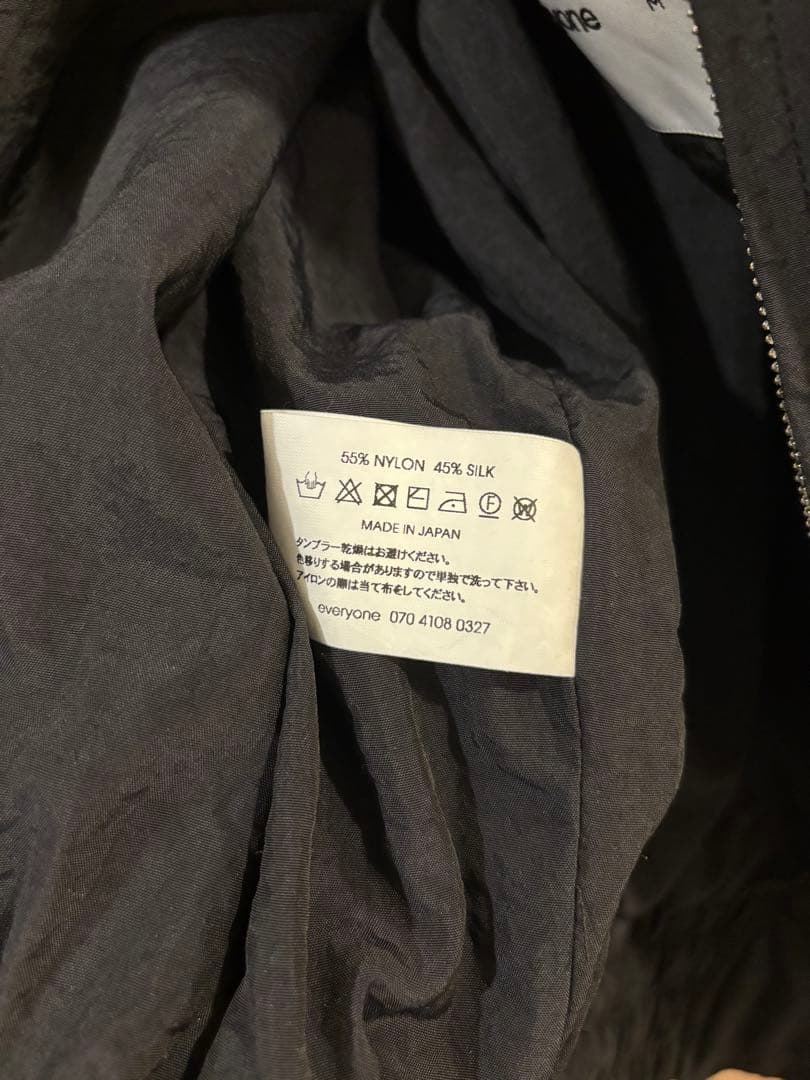 one
M
55% NYLON 45% SILK
F
W
MADE IN JAPAN
タンブラー乾燥はお避けください。
色移りする場合がありますので単独で洗って下さい。
アイロンの際は当て布をしてください。
everyone 070 4108 0327